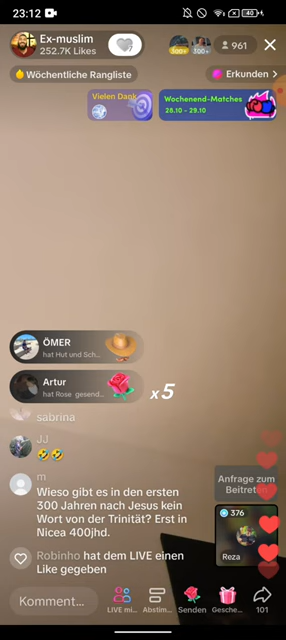 23:12
40
Ex-muslim
252.7K Likes
961
Wöchentliche Rangliste
Erkunden >
Vielen Dank
Wochenend-Matches
28.10 - 29.10
ÖMER
hat Hut und Sch...
Artur
hat Rose gesend...
x5
sabrina
JJ
🤣🤣
m
Wieso gibt es in den ersten
300 Jahren nach Jesus kein
Wort von der Trinität? Erst in
Nicea 400jhd.
Robinho hat dem LIVE einen
Like gegeben
Anfrage zum
Beitreten
376
Reza
Komment...
LIVE mi...
Abstim...
Senden
Gesche...
101